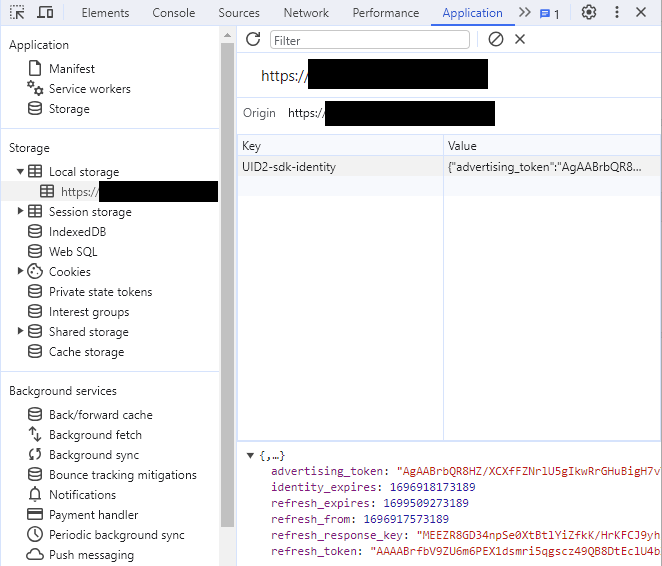 Elements Console Sources Network Performance Application 1
Application
Manifest
Service workers
Storage
Storage
Local storage
https://
Session storage
IndexedDB
Web SQL
Cookies
Private state tokens
Interest groups
Shared storage
Cache storage
Background services
Back/forward cache
Background fetch
Background sync
Bounce tracking mitigations
Notifications
Payment handler
Periodic background sync
Push messaging
Filter
https://
Origin https://
Key Value
UID2-sdk-identity {"advertising_token":"AgAABrbQR8…
{,…}
advertising_token: "AgAABrbQR8HZ/XCXfFZNrlU5gIkwRrGHuBigH7v
identity_expires: 1696918173189
refresh_expires: 1699509273189
refresh_from: 1696917573189
refresh_response_key: "MEEZR8GD34npSe0XtBtlYiZfkK/HrKFCJ9yh
refresh_token: "AAAABrfbV9ZU6m6PEX1dsmri5qgscz49QB8DtEclU4b